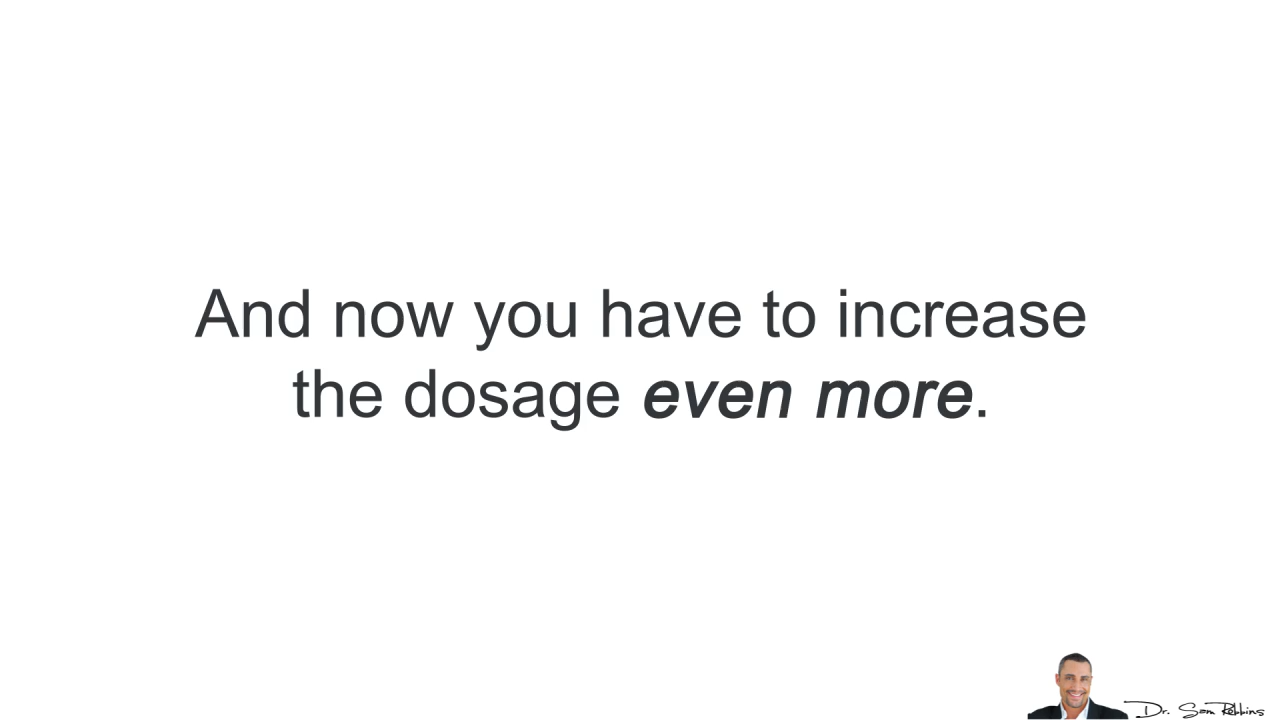 And now you have to increase
the dosage even more.
Dr. Sam Robbins